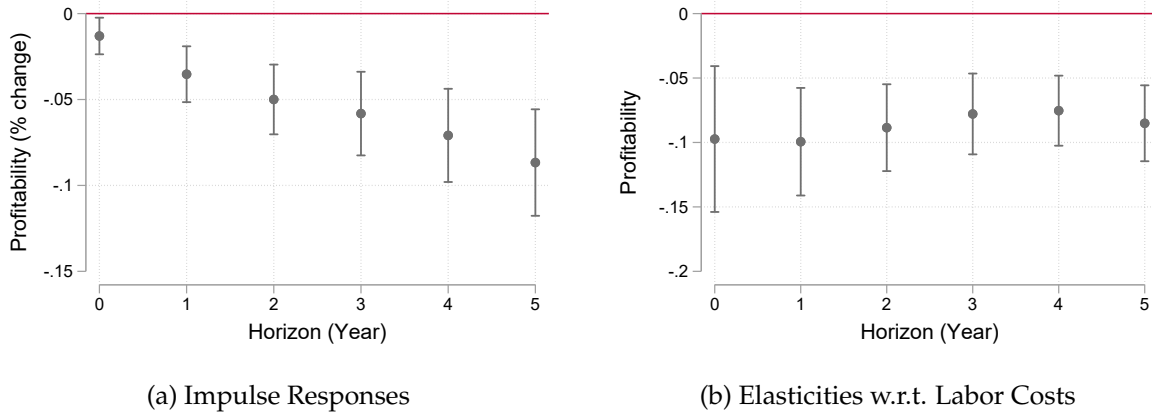 Profitability (% change)
0
-.05
-.1
-.15
0 1 2 3 4 5
Horizon (Year)
(a) Impulse Responses
Profitability
0
-.05
-.1
-.15
-.2
0 1 2 3 4 5
Horizon (Year)
(b) Elasticities w.r.t. Labor Costs